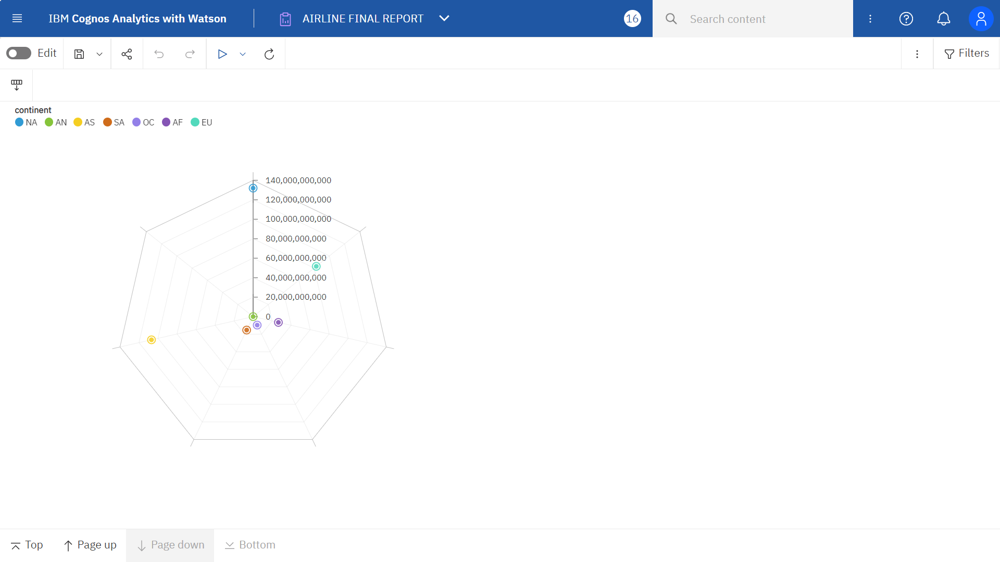 IBM Cognos Analytics with Watson
AIRLINE FINAL REPORT
16
Search content
Edit
Filters
continent
NA AN AS SA OC AF EU
140,000,000,000
120,000,000,000
100,000,000,000
80,000,000,000
60,000,000,000
40,000,000,000
20,000,000,000
0
Top Page up Page down Bottom